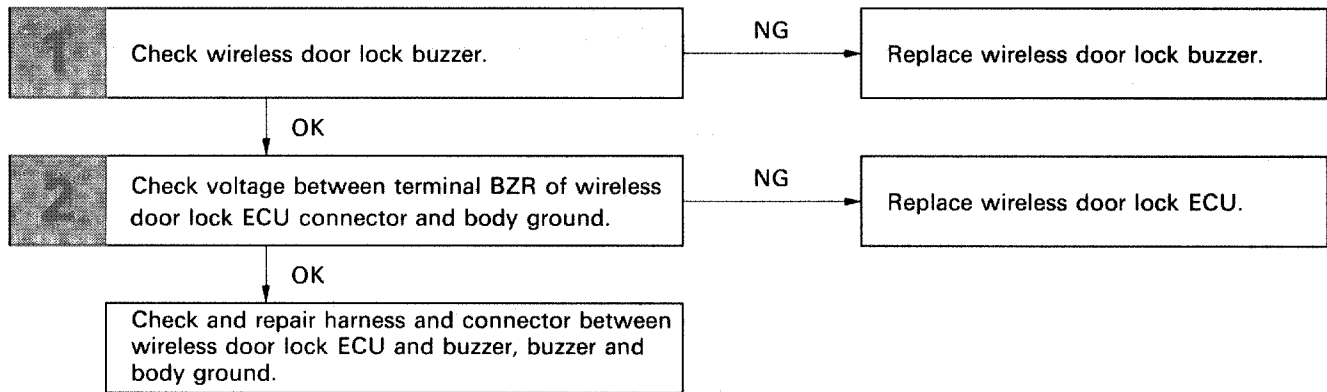 1
Check wireless door lock buzzer.
NG
Replace wireless door lock buzzer.
OK
2
Check voltage between terminal BZR of wireless
door lock ECU connector and body ground.
NG
Replace wireless door lock ECU.
OK
Check and repair harness and connector between
wireless door lock ECU and buzzer, buzzer and
body ground.